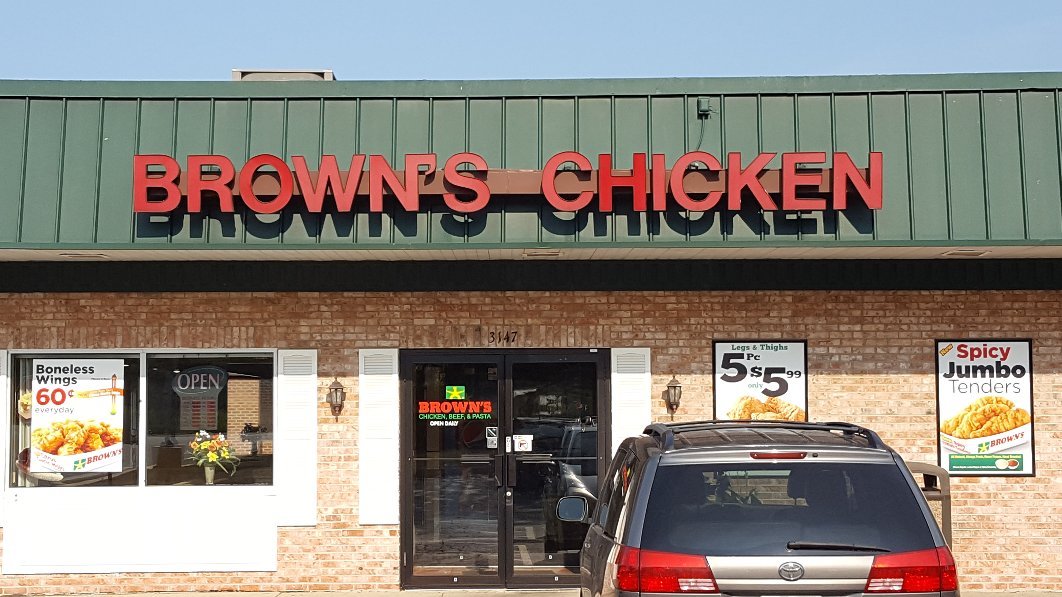 BROWN'S CHICKEN
3147
Boneless
Wings
60¢
everyday
BROWN'S
OPEN
BROWN'S
CHICKEN, BEEF, & PASTA
OPEN DAILY
Legs & Thighs
5 Pc
only $5.99
Spicy
Jumbo
Tenders
BROWN'S